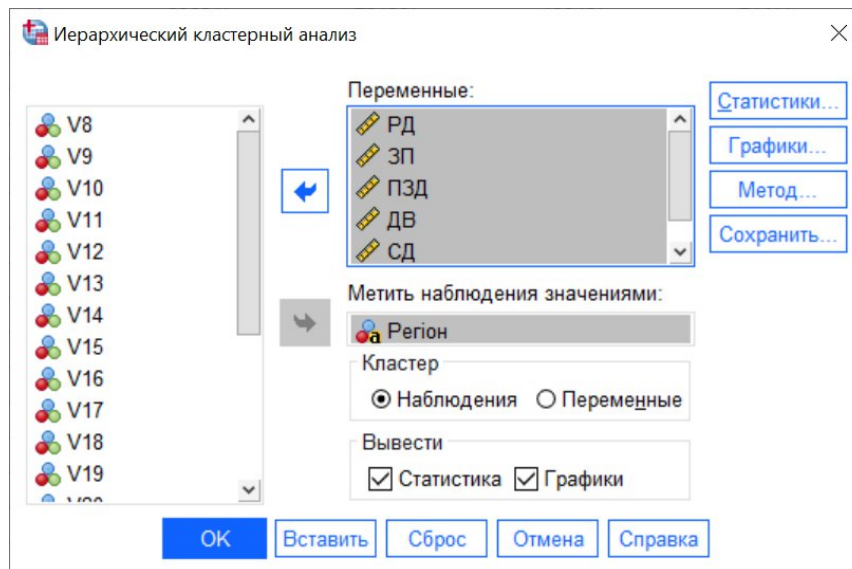 Иерархический кластерный анализ
V8
V9
V10
V11
V12
V13
V14
V15
V16
V17
V18
V19
Переменные:
РД
ЗП
ПЗД
ДВ
СД
Метить наблюдения значениями:
Регіон
Кластер
Наблюдения Переменные
Вывести
Статистика Графики
Статистики...
Графики...
Метод...
Сохранить...
OK Вставить Сброс Отмена Справка